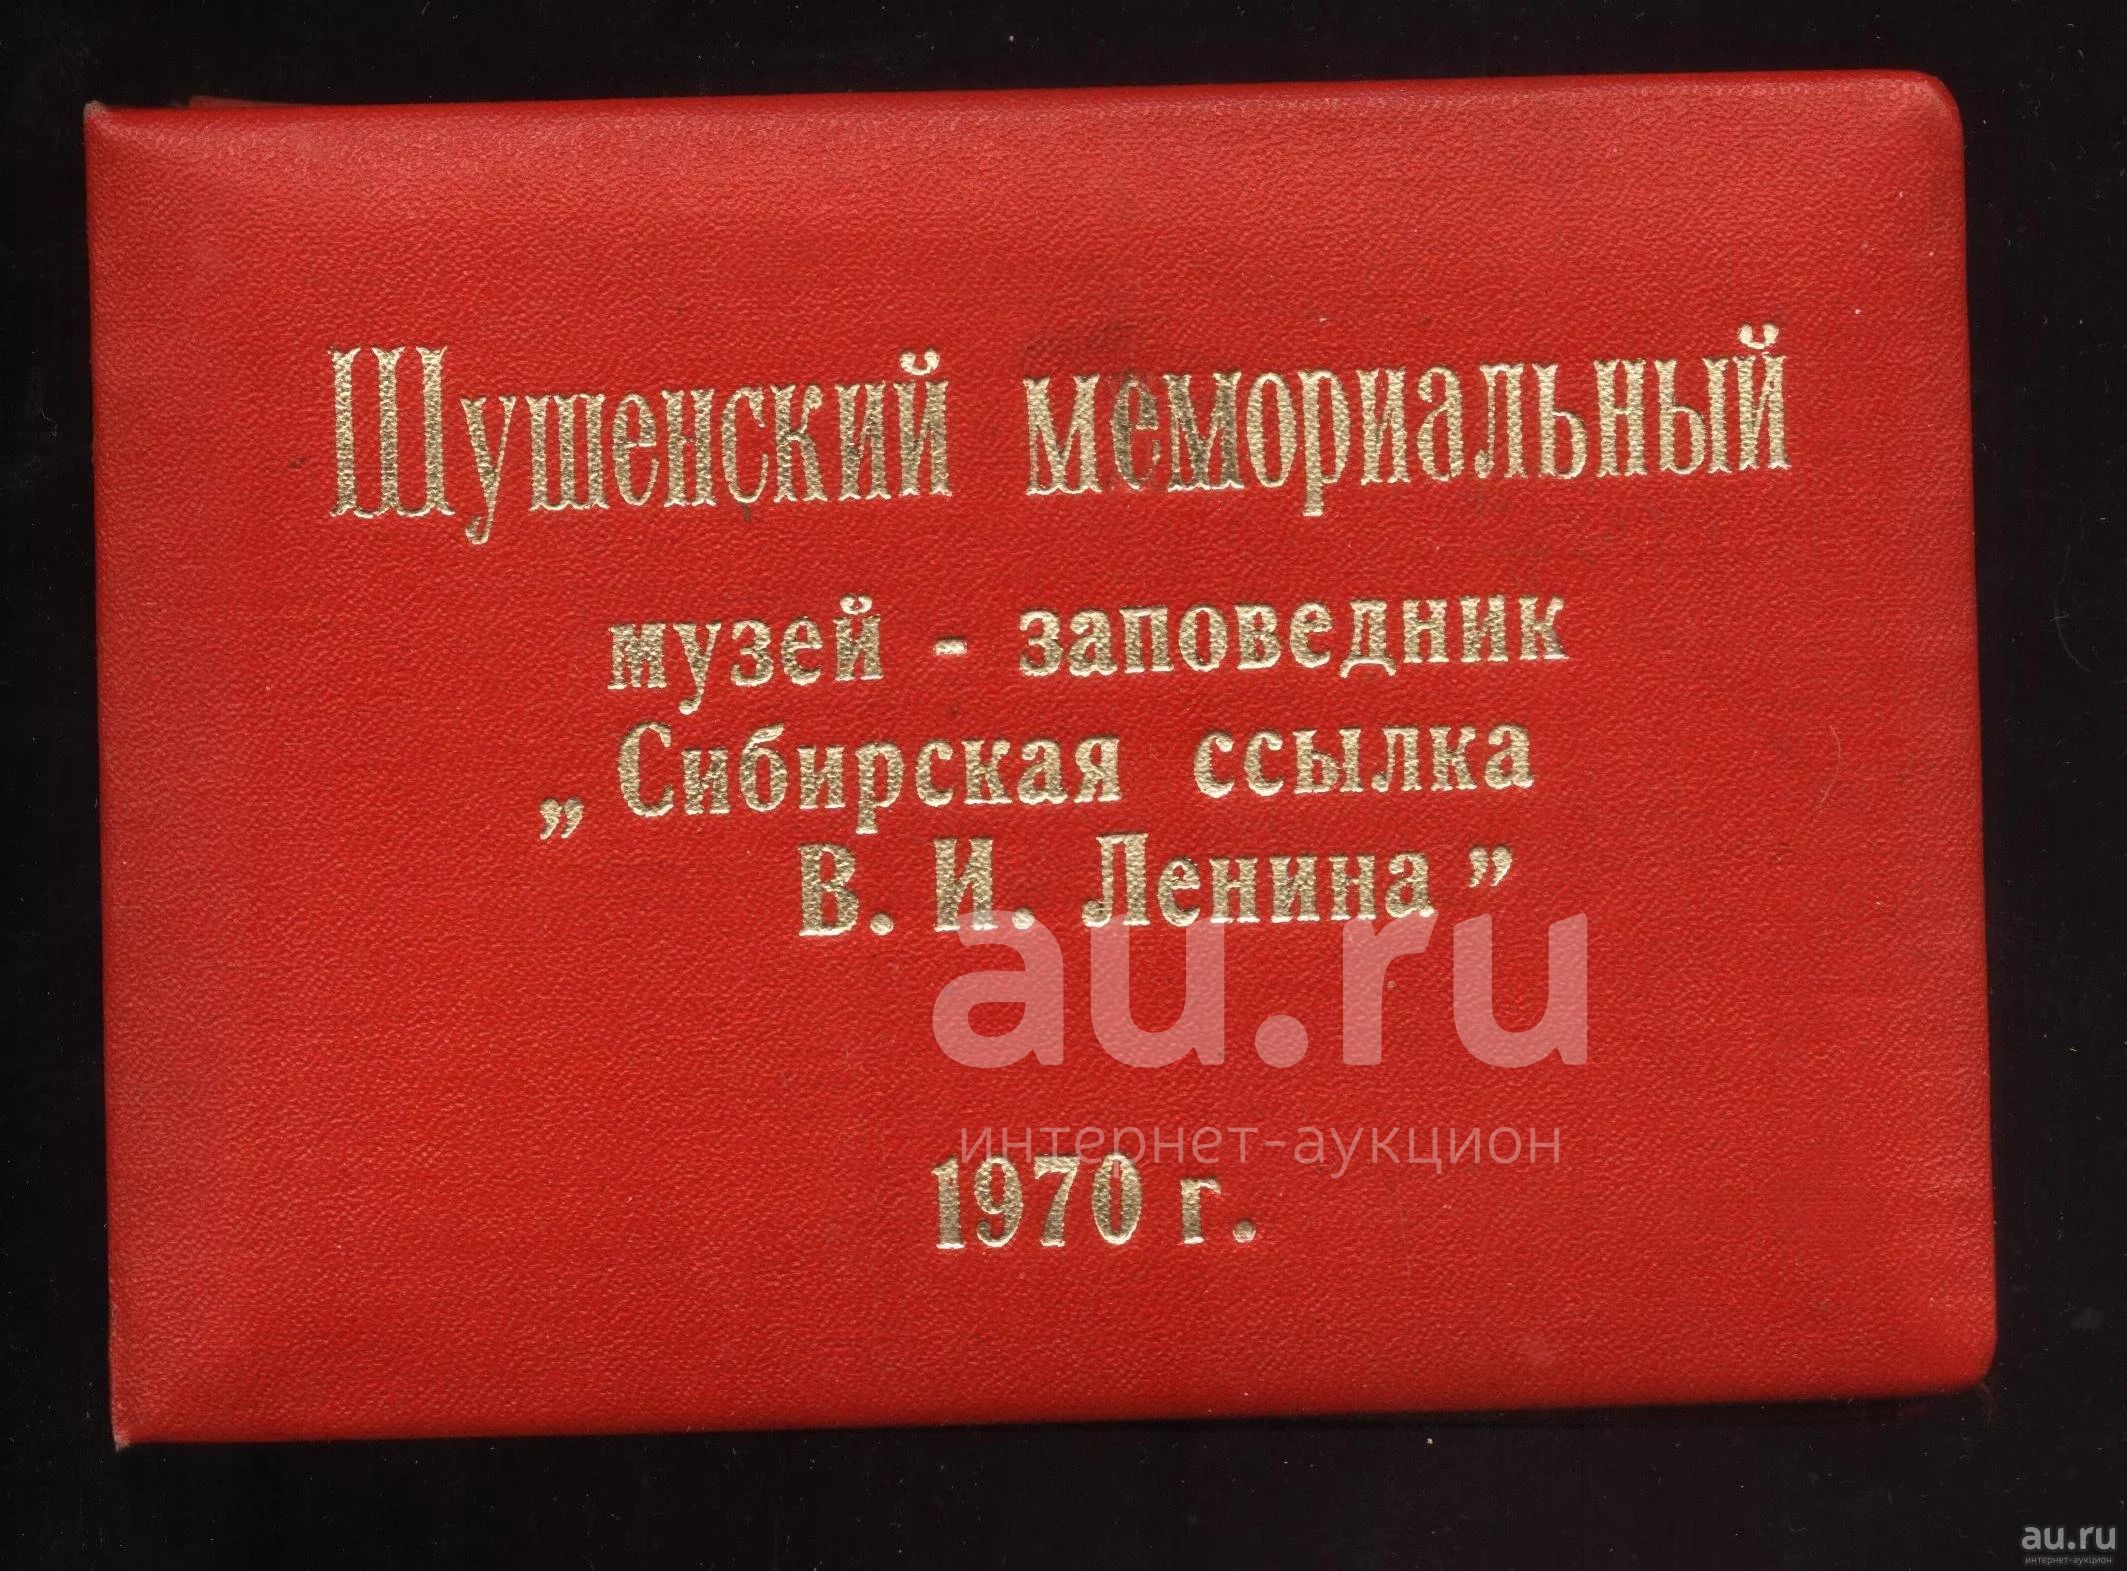 Шушенский мемориальный
музей - заповедник
„Сибирская ссылка
В. И. Ленина”
au.ru
интернет-аукцион
1970 г.
au.ru
интернет-аукцион